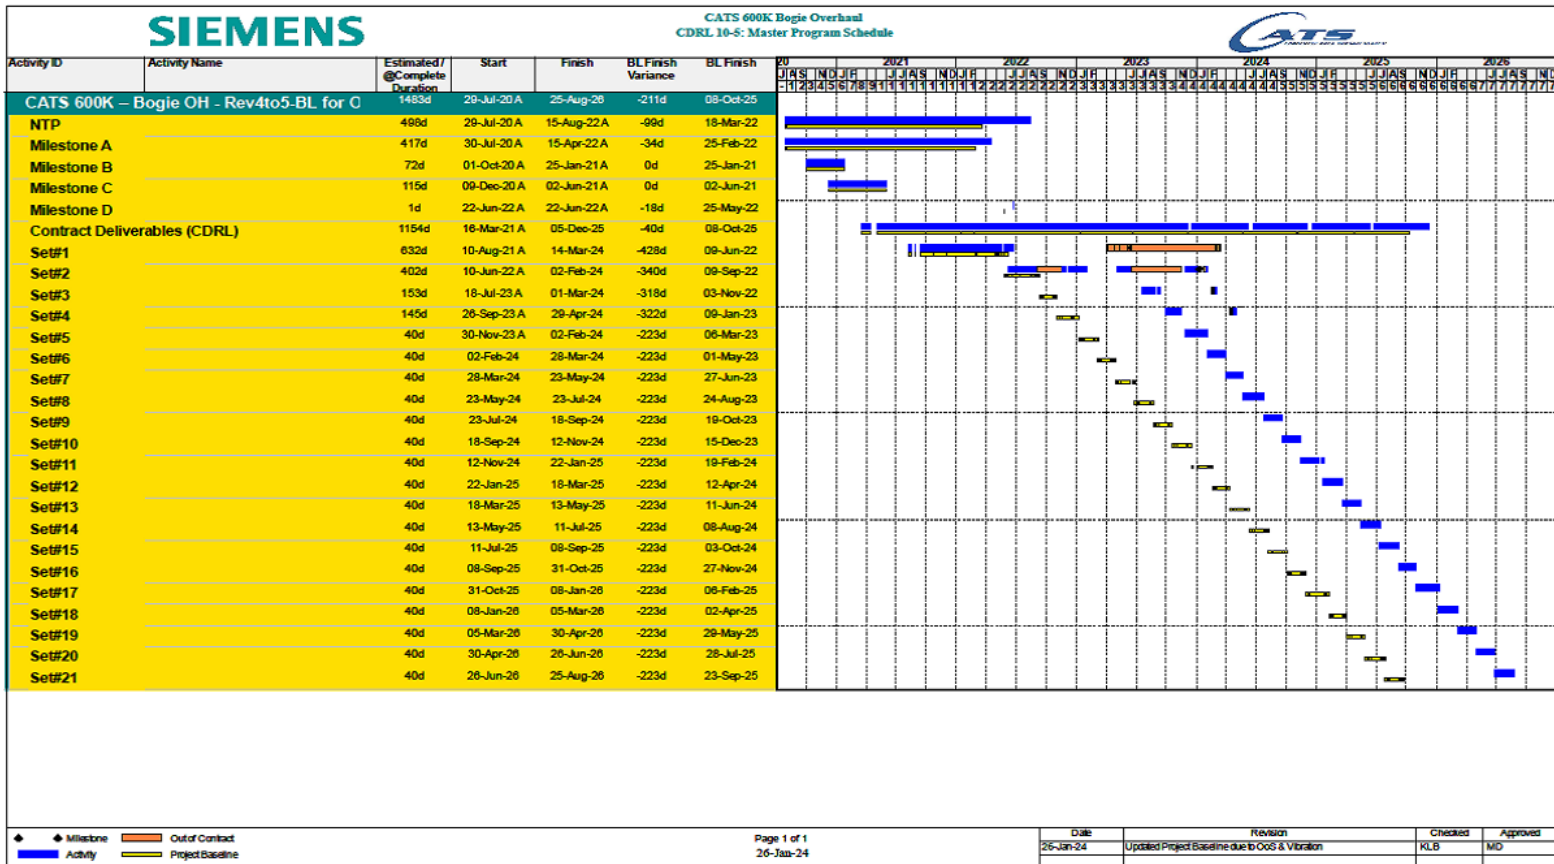 SIEMENS
CATS 600K Bogie Overhaul
CDRL 10-5: Master Program Schedule
CATS
Activity ID Activity Name Estimated / @Complete Duration Start Finish BL Finish Variance BL Finish
20 2021 2022 2023 2024 2025 2026
CATS 600K – Bogie OH - Rev4to5-BL for O 1483d 29-Jul-20 A 25-Aug-26 -211d 08-Oct-25
NTP 498d 29-Jul-20 A 15-Aug-22 A -99d 18-Mar-22
Milestone A 417d 30-Jul-20 A 15-Apr-22 A -34d 25-Feb-22
Milestone B 72d 01-Oct-20 A 25-Jan-21 A 0d 25-Jan-21
Milestone C 115d 09-Dec-20 A 02-Jun-21 A 0d 02-Jun-21
Milestone D 1d 22-Jun-22 A 22-Jun-22 A -18d 25-May-22
Contract Deliverables (CDRL) 1154d 16-Mar-21 A 05-Dec-25 -40d 08-Oct-25
Set#1 632d 10-Aug-21 A 14-Mar-24 -428d 09-Jun-22
Set#2 402d 10-Jun-22 A 02-Feb-24 -340d 09-Sep-22
Set#3 153d 18-Jul-23 A 01-Mar-24 -318d 03-Nov-22
Set#4 145d 26-Sep-23 A 29-Apr-24 -322d 09-Jan-23
Set#5 40d 30-Nov-23 A 02-Feb-24 -223d 06-Mar-23
Set#6 40d 02-Feb-24 28-Mar-24 -223d 01-May-23
Set#7 40d 28-Mar-24 23-May-24 -223d 27-Jun-23
Set#8 40d 23-May-24 23-Jul-24 -223d 24-Aug-23
Set#9 40d 23-Jul-24 18-Sep-24 -223d 19-Oct-23
Set#10 40d 18-Sep-24 12-Nov-24 -223d 15-Dec-23
Set#11 40d 12-Nov-24 22-Jan-25 -223d 19-Feb-24
Set#12 40d 22-Jan-25 18-Mar-25 -223d 12-Apr-24
Set#13 40d 18-Mar-25 13-May-25 -223d 11-Jun-24
Set#14 40d 13-May-25 11-Jul-25 -223d 08-Aug-24
Set#15 40d 11-Jul-25 08-Sep-25 -223d 03-Oct-24
Set#16 40d 08-Sep-25 31-Oct-25 -223d 27-Nov-24
Set#17 40d 31-Oct-25 08-Jan-26 -223d 06-Feb-25
Set#18 40d 08-Jan-26 05-Mar-26 -223d 02-Apr-25
Set#19 40d 05-Mar-26 30-Apr-26 -223d 29-May-25
Set#20 40d 30-Apr-26 26-Jun-26 -223d 28-Jul-25
Set#21 40d 26-Jun-26 25-Aug-26 -223d 23-Sep-25
Milestone Out of Contract
Activity Project Baseline
Page 1 of 1
26-Jan-24
Date Revision Checked Approved
26-Jan-24 Updated Project Baseline due to OoS & Vibration KLB MD